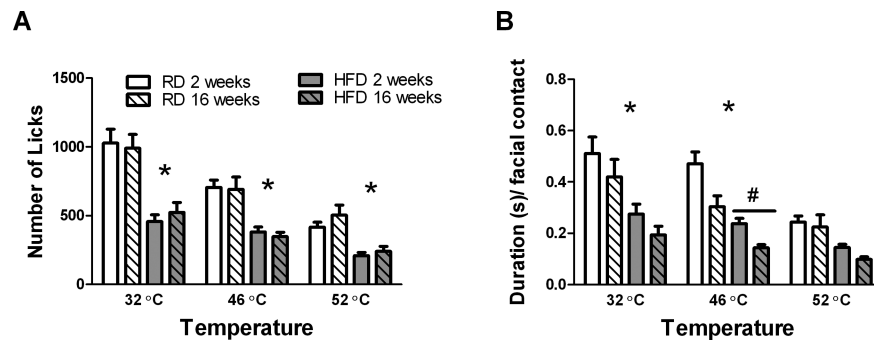 A
Number of Licks
1500
1000
500
0
RD 2 weeks
RD 16 weeks
HFD 2 weeks
HFD 16 weeks
*
*
*
32 °C
46 °C
52 °C
Temperature
B
Duration (s)/ facial contact
0.8
0.6
0.4
0.2
0.0
*
*
#
32 °C
46 °C
52 °C
Temperature